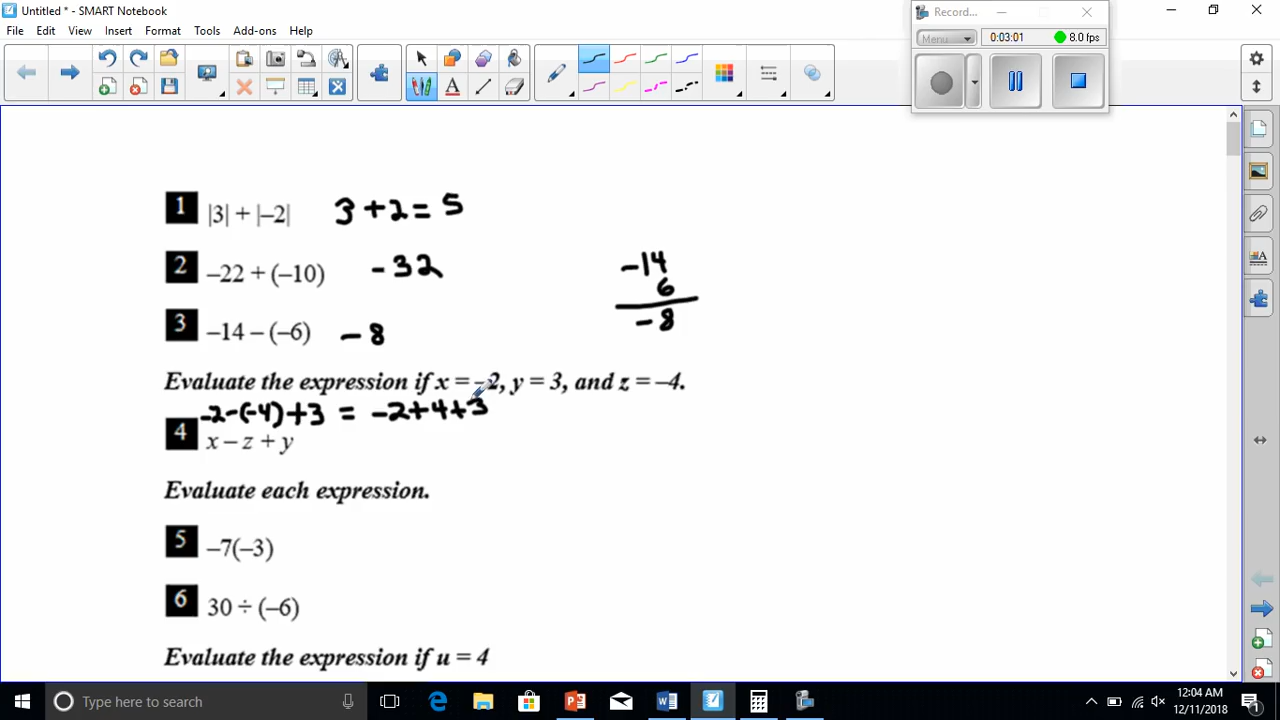 Untitled * - SMART Notebook
Record...
File Edit View Insert Format Tools Add-ons
Menu 0:03:01 8.0 fps
1 |3| + |–2| 3 + 2 = 5
2 –22 + (–10) - 32
-14
6
- 8
3 –14 – (–6) - 8
Evaluate the expression if x = –2, y = 3, and z = –4.
-2-(-4)+3 = -2+4+3
4 x – z + y
Evaluate each expression.
5 –7(–3)
6 30 ÷ (–6)
Evaluate the expression if u = 4
Type here to search
12:04 AM
12/11/2018
1